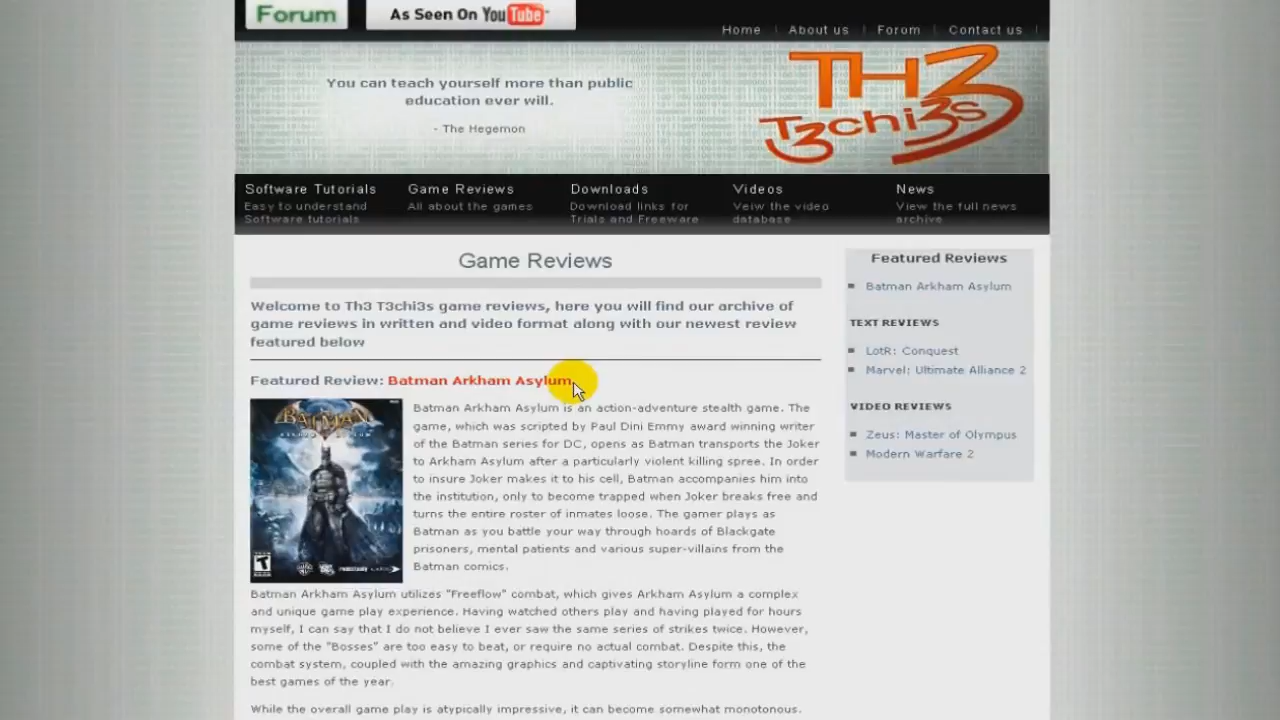 Forum
As Seen On YouTube
Home
About us
Forom
Contact us
You can teach yourself more than public
education ever will.
- The Hegemon
TH3
T3chi3s
Software Tutorials
Easy to understand
Software tutorials
Game Reviews
All about the games
Downloads
Download links for
Trials and Freeware
Videos
Veiw the video
database
News
View the full news
archive
Game Reviews
Welcome to Th3 T3chi3s game reviews, here you will find our archive of
game reviews in written and video format along with our newest review
featured below
Featured Review: Batman Arkham Asylum
BATMAN
ARKHAM ASYLUM
T
Batman Arkham Asylum is an action-adventure stealth game. The
game, which was scripted by Paul Dini Emmy award winning writer
of the Batman series for DC, opens as Batman transports the Joker
to Arkham Asylum after a particularly violent killing spree. In order
to insure Joker makes it to his cell, Batman accompanies him into
the institution, only to become trapped when Joker breaks free and
turns the entire roster of inmates loose. The gamer plays as
Batman as you battle your way through hoards of Blackgate
prisoners, mental patients and various super-villains from the
Batman comics.
Batman Arkham Asylum utilizes "Freeflow" combat, which gives Arkham Asylum a complex
and unique game play experience. Having watched others play and having played for hours
myself, I can say that I do not believe I ever saw the same series of strikes twice. However,
some of the "Bosses" are too easy to beat, or require no actual combat. Despite this, the
combat system, coupled with the amazing graphics and captivating storyline form one of the
best games of the year.
While the overall game play is atypically impressive, it can become somewhat monotonous.
Featured Reviews
Batman Arkham Asylum
TEXT REVIEWS
LotR: Conquest
Marvel: Ultimate Alliance 2
VIDEO REVIEWS
Zeus: Master of Olympus
Modern Warfare 2